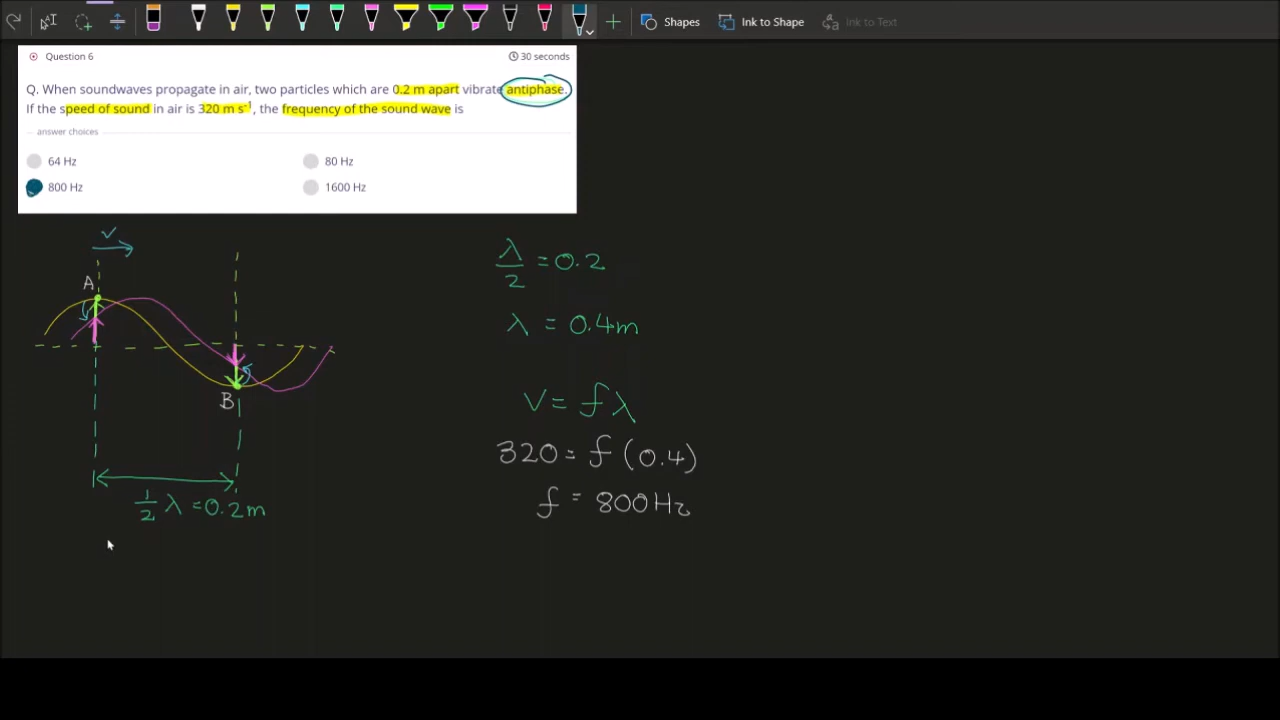 Shapes
Ink to Shape
Ink to Text
Question 6
30 seconds
Q. When soundwaves propagate in air, two particles which are 0.2 m apart vibrate antiphase.
If the speed of sound in air is 320 m s⁻¹, the frequency of the sound wave is
answer choices
64 Hz
80 Hz
800 Hz
1600 Hz
V
A
B
1/2 λ = 0.2m
λ/2 = 0.2
λ = 0.4m
V = fλ
320 = f (0.4)
f = 800Hz